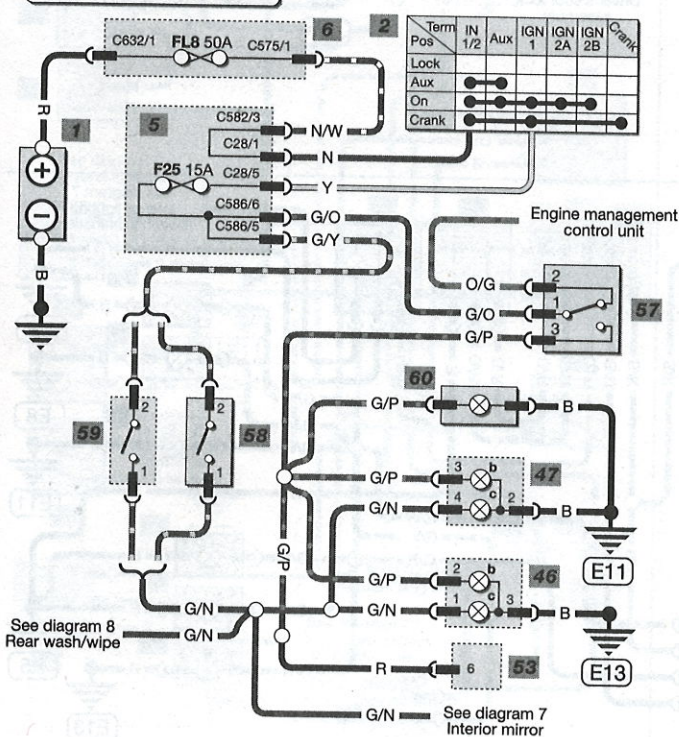 6
2
C632/1
FL8 50A
C575/1
Term
Pos
IN
1/2
Aux
IGN
1
IGN
2A
IGN
2B
Crank
Lock
Aux
On
Crank
R
1
+
−
B
5
C582/3
N/W
C28/1
N
F25 15A
C28/5
Y
C586/6
G/O
C586/5
G/Y
Engine management
control unit
O/G
2
G/O
1
57
G/P
3
60
G/P
B
59
2
1
2
58
1
G/P
3
b
47
G/N
4
c
2
B
G/P
E11
G/P
2
b
46
G/N
G/N
1
c
3
B
See diagram 8
Rear wash/wipe
G/N
E13
R
6
53
G/N
See diagram 7
Interior mirror